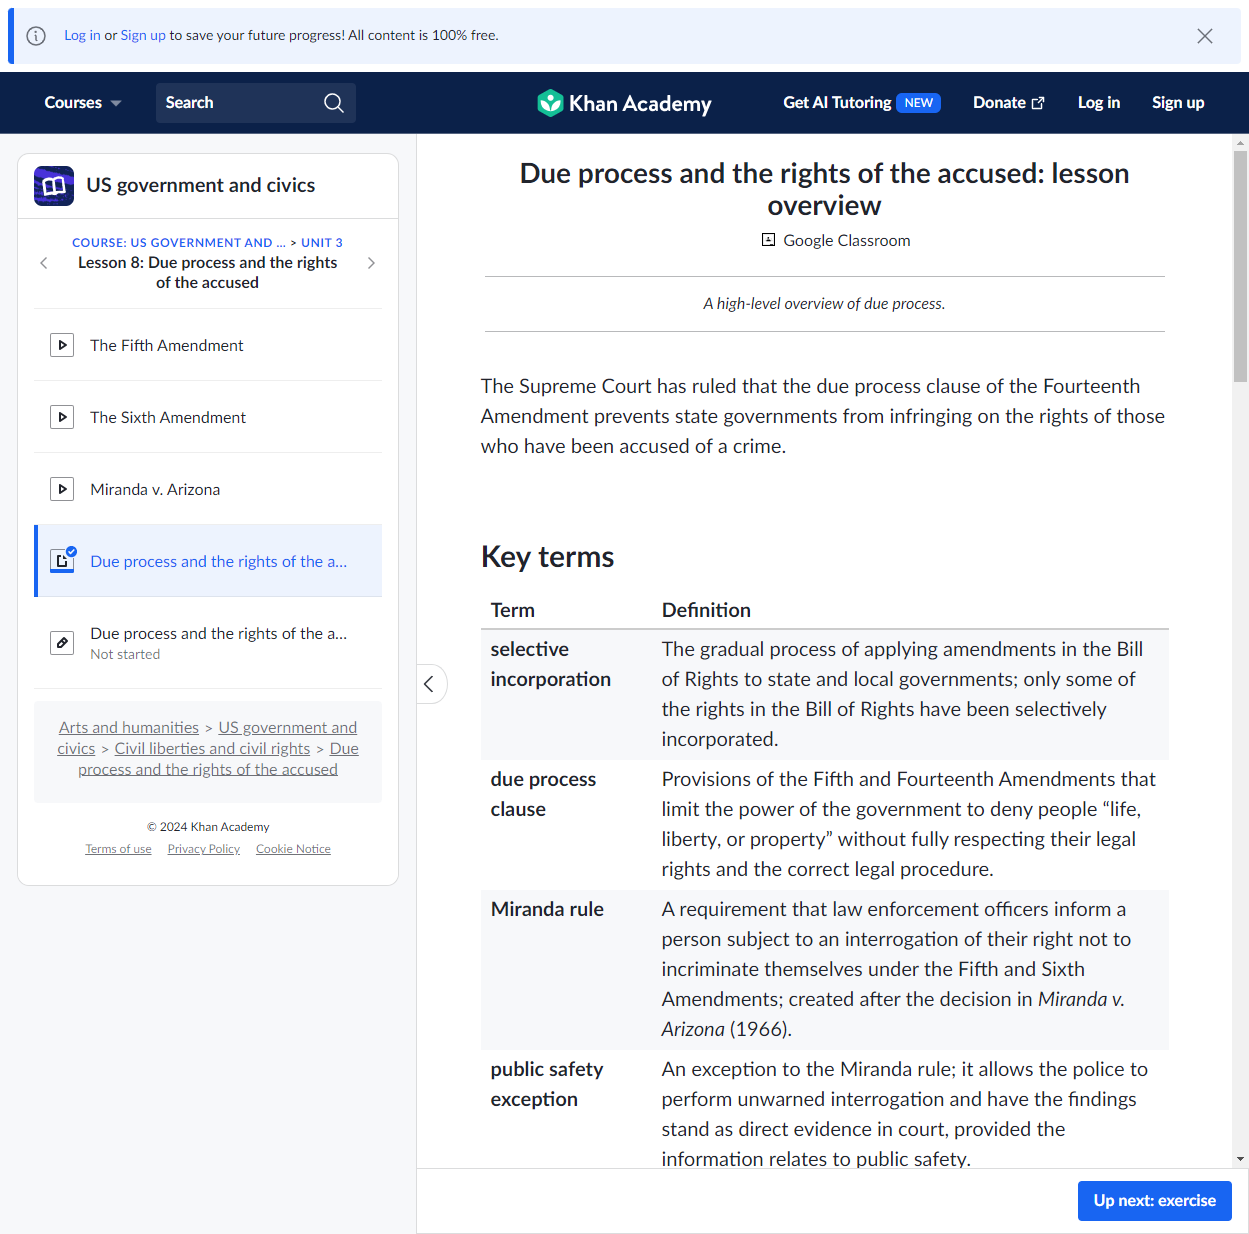 Log in or Sign up to save your future progress! All content is 100% free.
Courses
Search
Khan Academy
Get AI Tutoring NEW
Donate
Log in
Sign up
US government and civics
COURSE: US GOVERNMENT AND ... > UNIT 3
Lesson 8: Due process and the rights
of the accused
The Fifth Amendment
The Sixth Amendment
Miranda v. Arizona
Due process and the rights of the a...
Due process and the rights of the a...
Not started
Arts and humanities > US government and
civics > Civil liberties and civil rights > Due
process and the rights of the accused
© 2024 Khan Academy
Terms of use Privacy Policy Cookie Notice
Due process and the rights of the accused: lesson
overview
Google Classroom
A high-level overview of due process.
The Supreme Court has ruled that the due process clause of the Fourteenth
Amendment prevents state governments from infringing on the rights of those
who have been accused of a crime.
Key terms
Term Definition
selective
incorporation
The gradual process of applying amendments in the Bill
of Rights to state and local governments; only some of
the rights in the Bill of Rights have been selectively
incorporated.
due process
clause
Provisions of the Fifth and Fourteenth Amendments that
limit the power of the government to deny people “life,
liberty, or property” without fully respecting their legal
rights and the correct legal procedure.
Miranda rule
A requirement that law enforcement officers inform a
person subject to an interrogation of their right not to
incriminate themselves under the Fifth and Sixth
Amendments; created after the decision in Miranda v.
Arizona (1966).
public safety
exception
An exception to the Miranda rule; it allows the police to
perform unwarned interrogation and have the findings
stand as direct evidence in court, provided the
information relates to public safety.
Up next: exercise